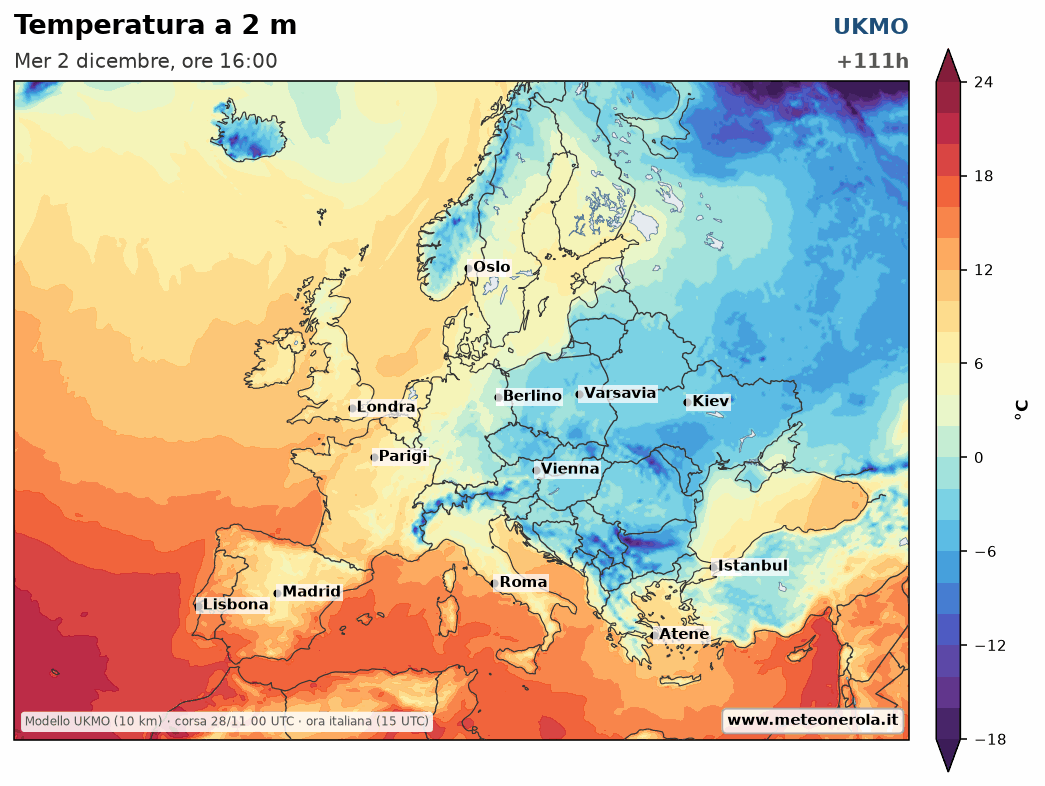 Temperatura a 2 m
UKMO
Mer 2 dicembre, ore 16:00
+111h
24
18
12
6
0
−6
−12
−18
°C
Oslo
Berlino
Varsavia
Kiev
Londra
Parigi
Vienna
Istanbul
Roma
Madrid
Lisbona
Atene
Modello UKMO (10 km) · corsa 28/11 00 UTC · ora italiana (15 UTC)
www.meteonerola.it